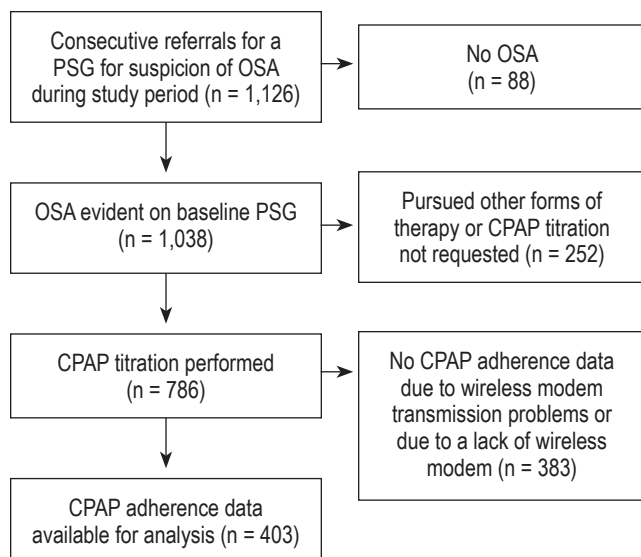 Consecutive referrals for a
PSG for suspicion of OSA
during study period (n = 1,126)
No OSA
(n = 88)
OSA evident on baseline PSG
(n = 1,038)
Pursued other forms of
therapy or CPAP titration
not requested (n = 252)
CPAP titration performed
(n = 786)
No CPAP adherence data
due to wireless modem
transmission problems or
due to a lack of wireless
modem (n = 383)
CPAP adherence data
available for analysis (n = 403)